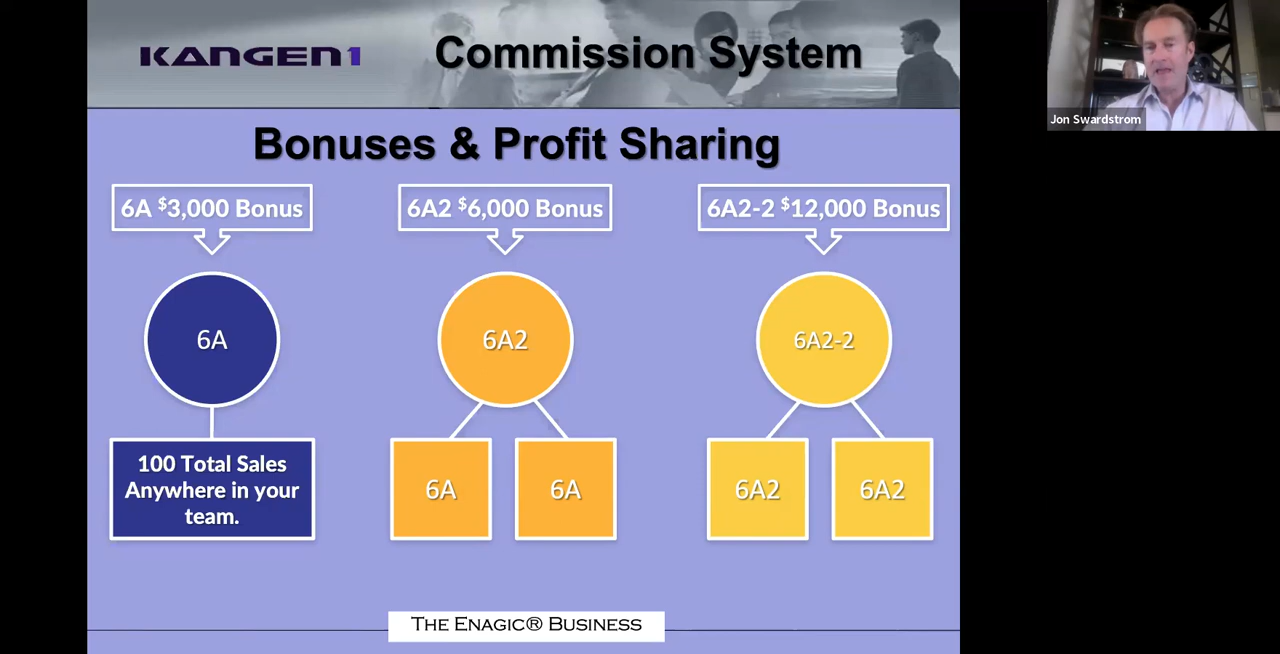 KANGEN1
Commission System
Jon Swardstrom
Bonuses & Profit Sharing
6A $3,000 Bonus
6A2 $6,000 Bonus
6A2-2 $12,000 Bonus
6A
6A2
6A2-2
100 Total Sales
Anywhere in your
team.
6A
6A
6A2
6A2
THE ENAGIC® BUSINESS